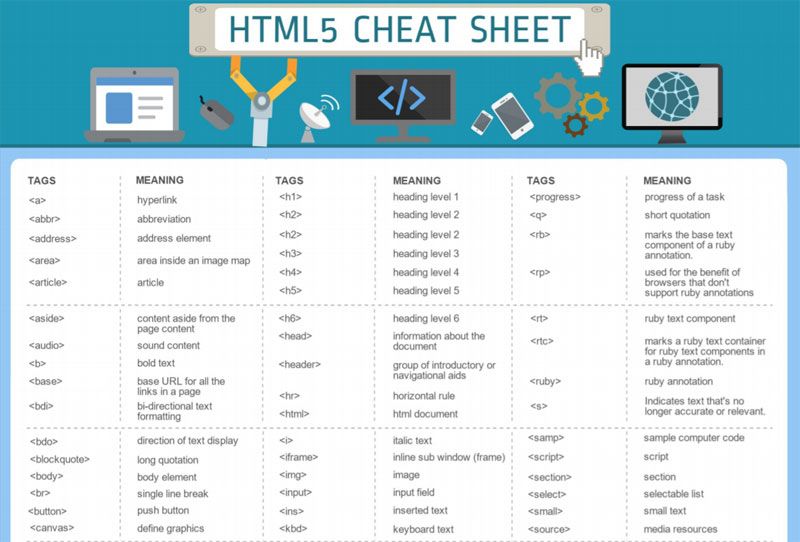 HTML5 CHEAT SHEET
</>
TAGS MEANING TAGS MEANING TAGS MEANING
<a> hyperlink <h1> heading level 1 <progress> progress of a task
<abbr> abbreviation <h2> heading level 2 <q> short quotation
<address> address element <h2> heading level 2 <rb> marks the base text
component of a ruby
annotation.
<area> area inside an image map <h3> heading level 3
<article> article <h4> heading level 4 <rp> used for the benefit of
browsers that don't
<h5> heading level 5 support ruby annotations
<aside> content aside from the <h6> heading level 6 <rt> ruby text component
page content
<head> information about the
document
<audio> sound content <rtc> marks a ruby text container
for ruby text components in
a ruby annotation.
<b> bold text <header> group of introductory or
navigational aids
<base> base URL for all the <ruby> ruby annotation
links in a page
<hr> horizontal rule
<bdi> bi-directional text <html> html document <s> Indicates text that's no
formatting longer accurate or relevant.
<bdo> direction of text display <i> italic text <samp> sample computer code
<blockquote> long quotation <iframe> inline sub window (frame) <script> script
<body> body element <img> image <section> section
<br> single line break <input> input field <select> selectable list
<button> push button <ins> inserted text <small> small text
<canvas> define graphics <kbd> keyboard text <source> media resources